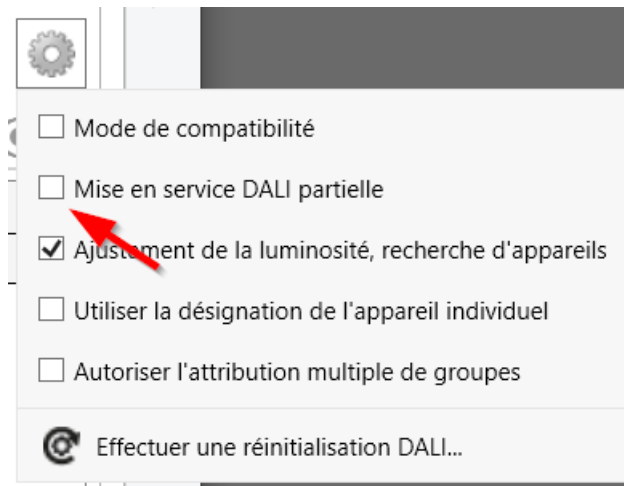 Mode de compatibilité
Mise en service DALI partielle
Ajustement de la luminosité, recherche d'appareils
Utiliser la désignation de l'appareil individuel
Autoriser l'attribution multiple de groupes
Effectuer une réinitialisation DALI...